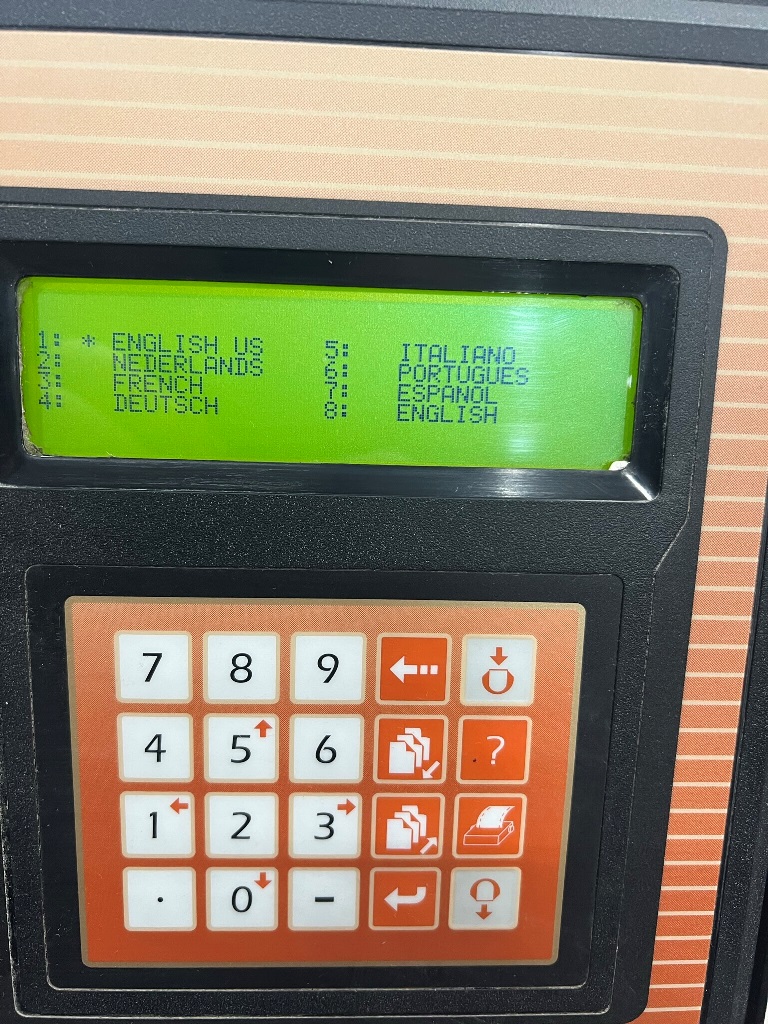 1: * ENGLISH US 5: ITALIANO
2: NEDERLANDS 6: PORTUGUES
3: FRENCH 7: ESPANOL
4: DEUTSCH 8: ENGLISH
7 8 9
4 5 6 ?
1 2 3
. 0 -